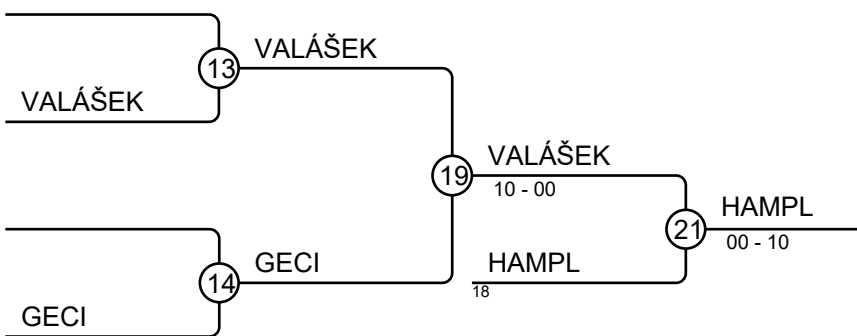 VALÁŠEK
13
VALÁŠEK
GECI
14
GECI
19
VALÁŠEK
10 - 00
HAMPL
18
21
HAMPL
00 - 10